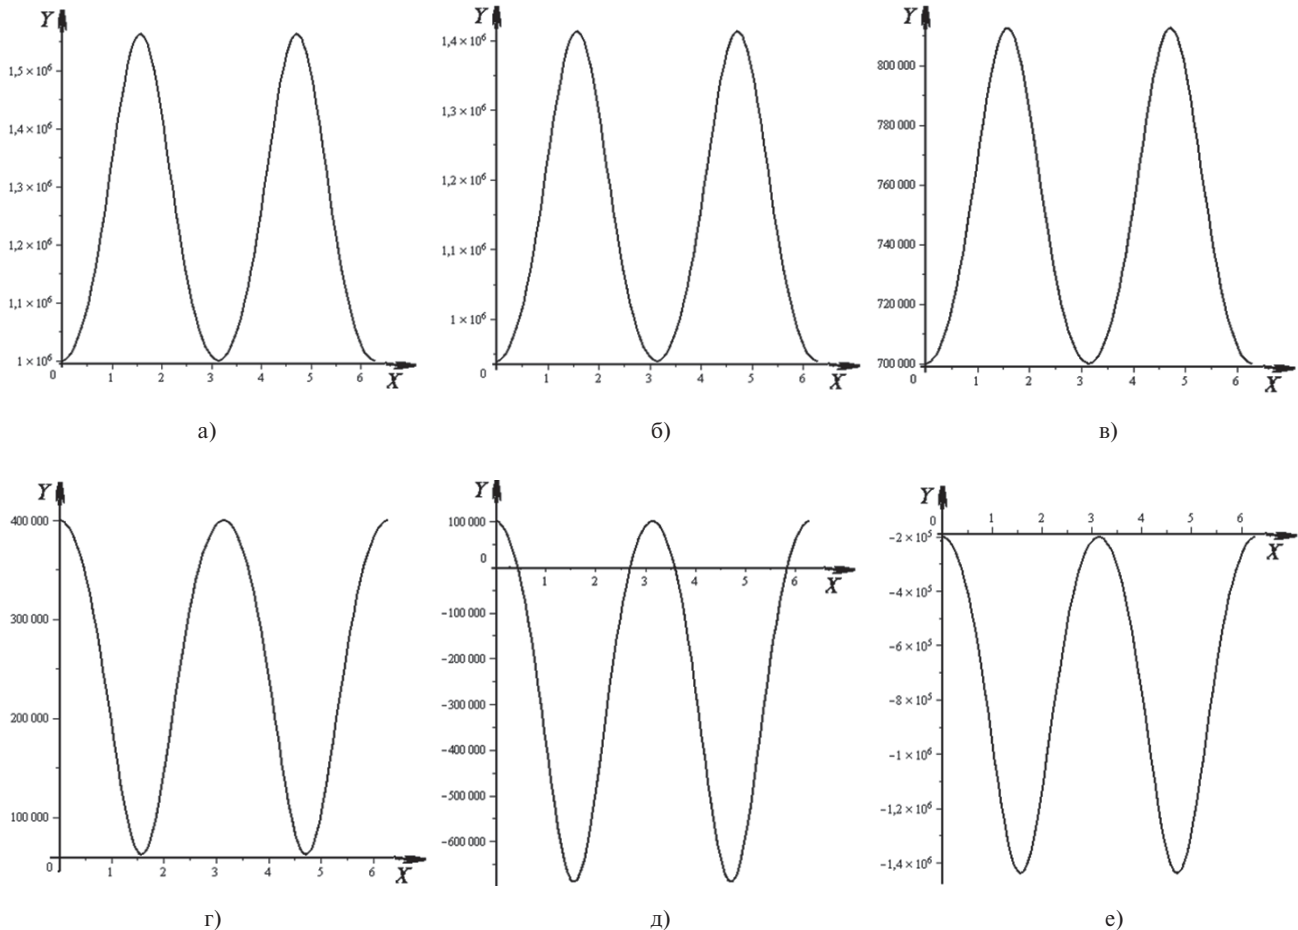 Y
1,5 × 10⁶
1,4 × 10⁶
1,3 × 10⁶
1,2 × 10⁶
1,1 × 10⁶
1 × 10⁶
0 1 2 3 4 5 6
X
а)
Y
1,4 × 10⁶
1,3 × 10⁶
1,2 × 10⁶
1,1 × 10⁶
1 × 10⁶
0 1 2 3 4 5 6
X
б)
Y
800 000
780 000
760 000
740 000
720 000
700 000
0 1 2 3 4 5 6
X
в)
Y
400 000
300 000
200 000
100 000
0 1 2 3 4 5 6
X
г)
Y
100 000
0
1 2 3 4 5 6
X
−100 000
−200 000
−300 000
−400 000
−500 000
−600 000
д)
Y
0 1 2 3 4 5 6
X
−2 × 10⁵
−4 × 10⁵
−6 × 10⁵
−8 × 10⁵
−1 × 10⁶
−1,2 × 10⁶
−1,4 × 10⁶
е)